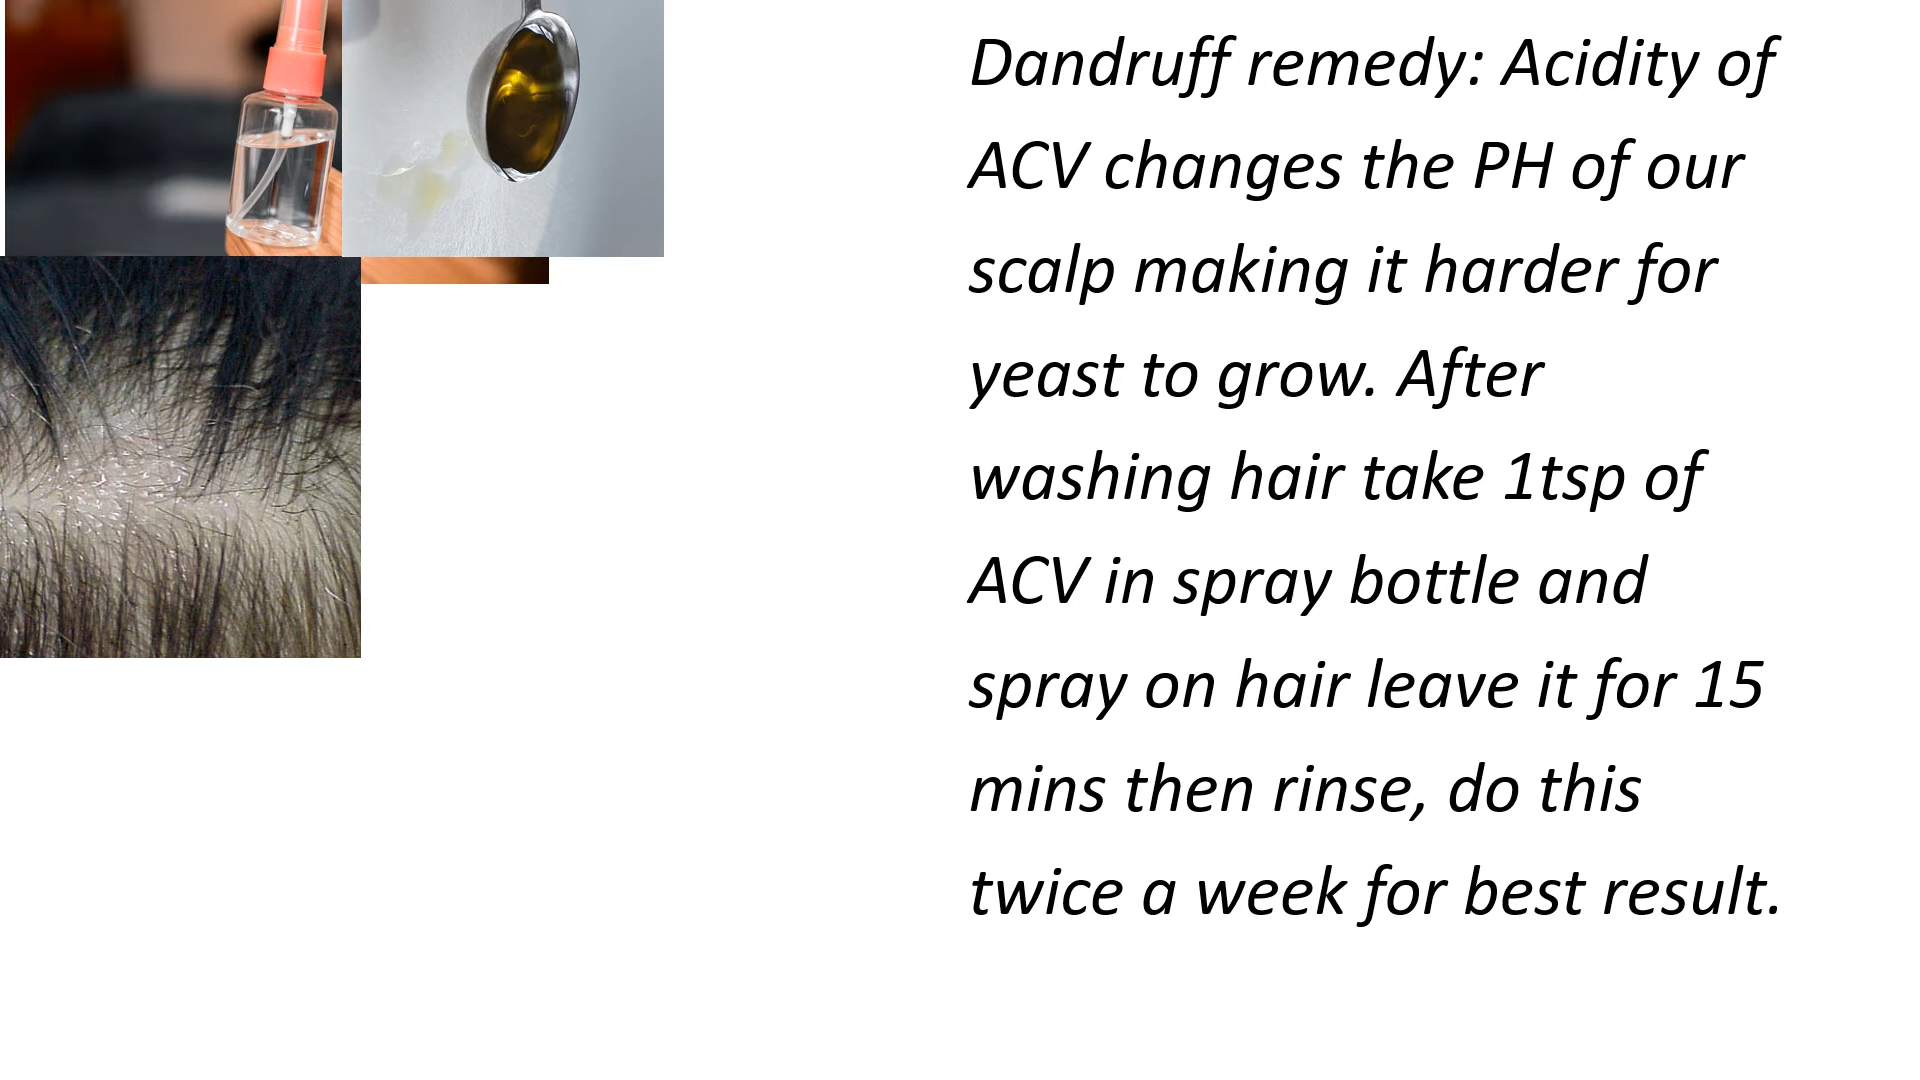 Dandruff remedy: Acidity of
ACV changes the PH of our
scalp making it harder for
yeast to grow. After
washing hair take 1tsp of
ACV in spray bottle and
spray on hair leave it for 15
mins then rinse, do this
twice a week for best result.